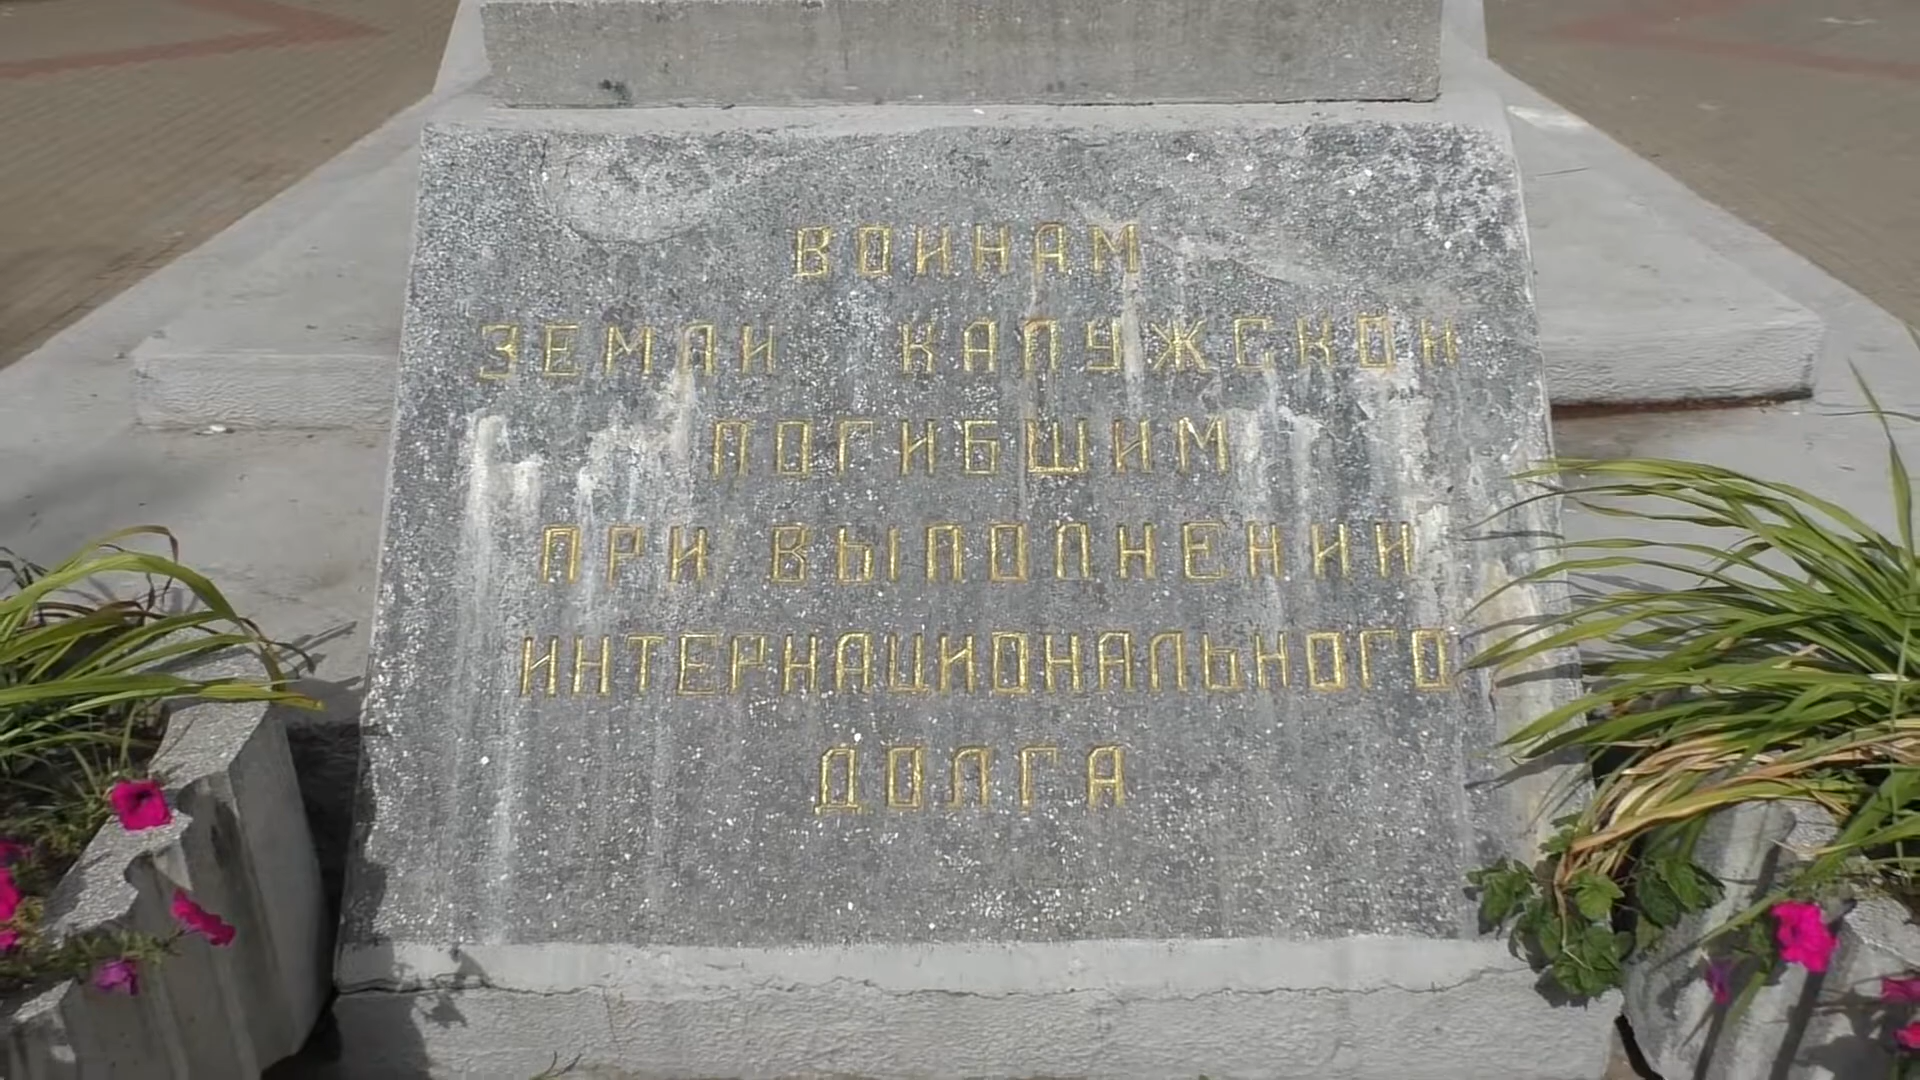 ВОИНАМ
ЗЕМЛИ КАЛУЖСКОЙ
ПОГИБШИМ
ПРИ ВЫПОЛНЕНИИ
ИНТЕРНАЦИОНАЛЬНОГО
ДОЛГА